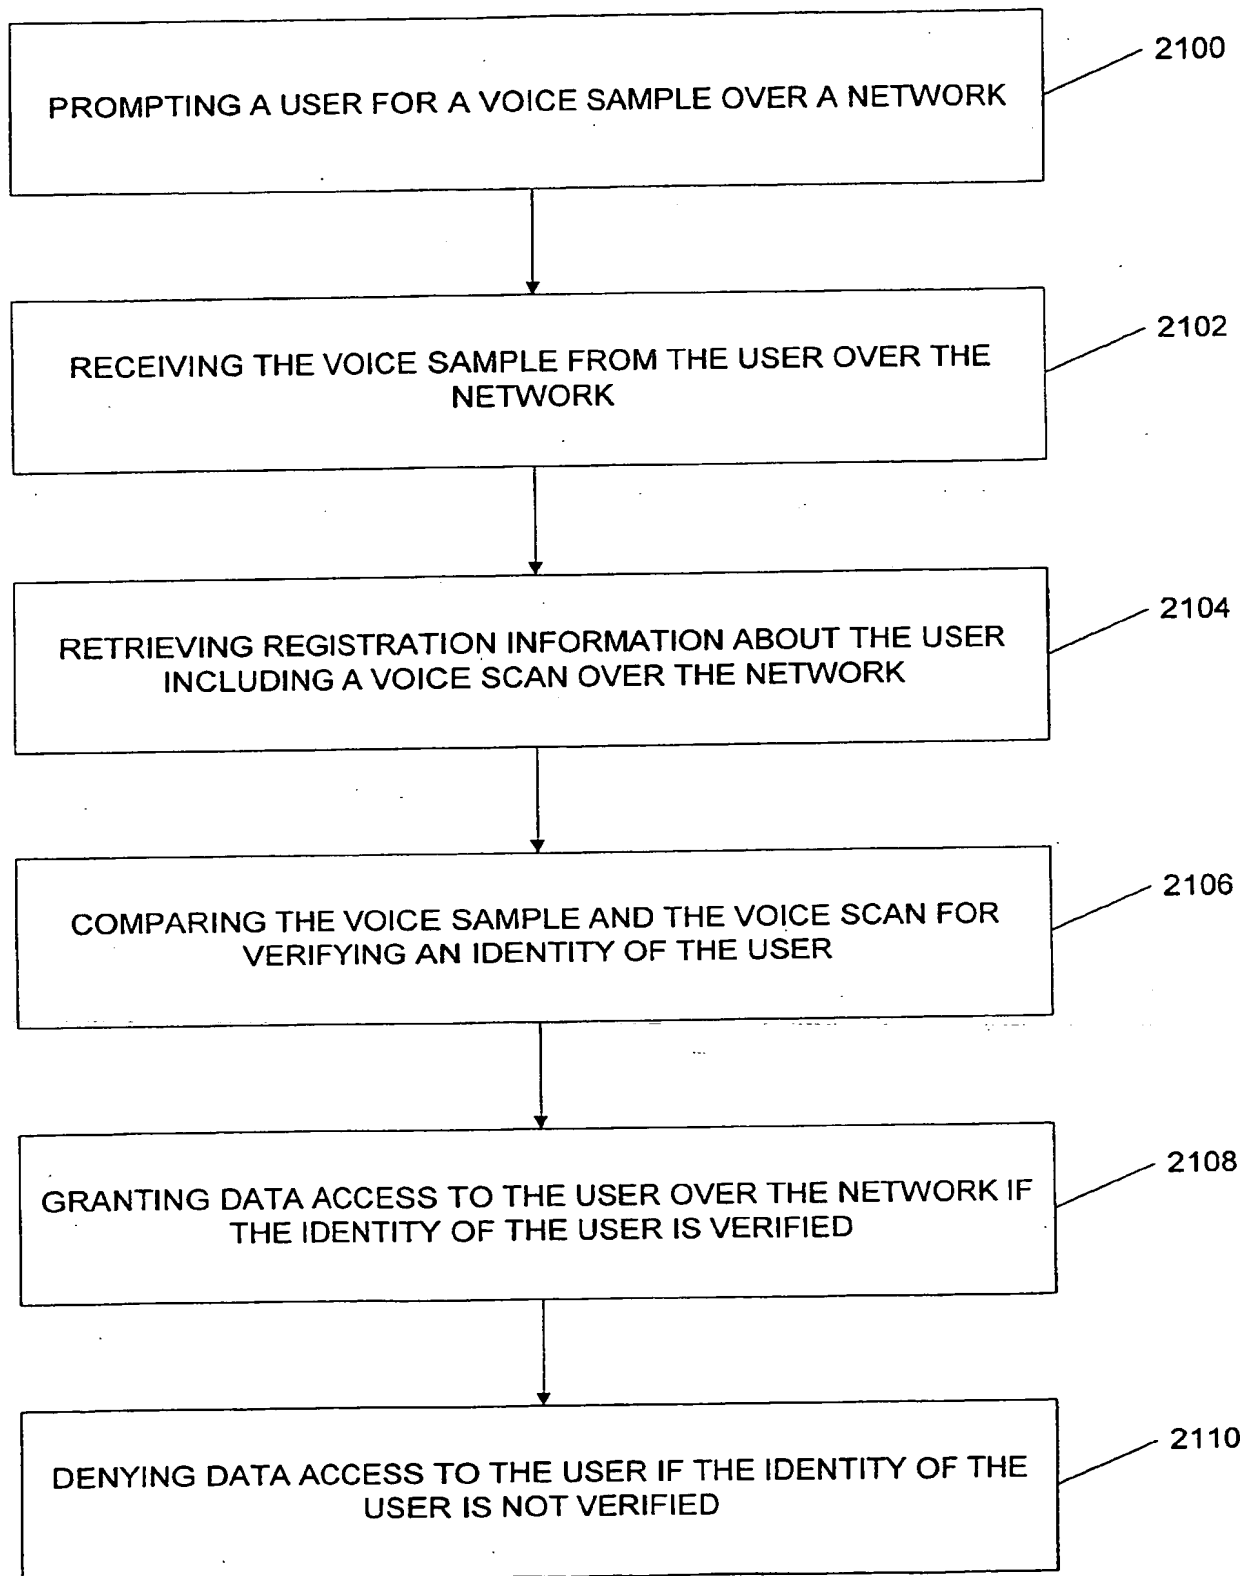 PROMPTING A USER FOR A VOICE SAMPLE OVER A NETWORK
2100
RECEIVING THE VOICE SAMPLE FROM THE USER OVER THE
NETWORK
2102
RETRIEVING REGISTRATION INFORMATION ABOUT THE USER
INCLUDING A VOICE SCAN OVER THE NETWORK
2104
COMPARING THE VOICE SAMPLE AND THE VOICE SCAN FOR
VERIFYING AN IDENTITY OF THE USER
2106
GRANTING DATA ACCESS TO THE USER OVER THE NETWORK IF
THE IDENTITY OF THE USER IS VERIFIED
2108
DENYING DATA ACCESS TO THE USER IF THE IDENTITY OF THE
USER IS NOT VERIFIED
2110